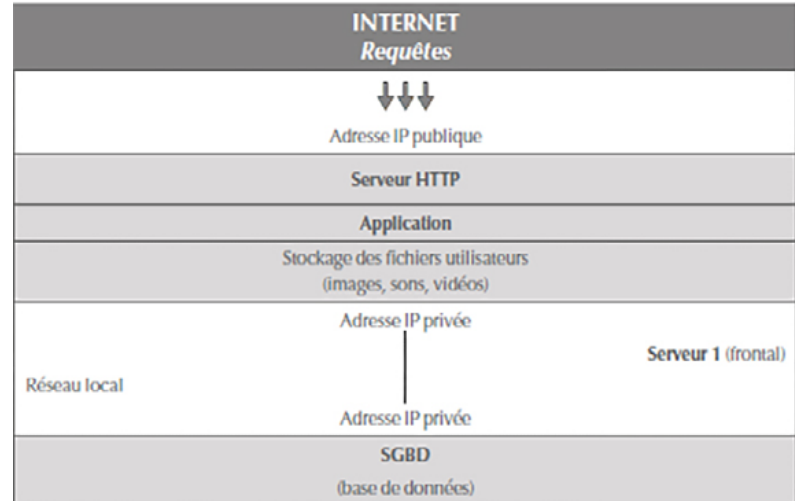 INTERNET
Requêtes
Adresse IP publique
Serveur HTTP
Application
Stockage des fichiers utilisateurs
(images, sons, vidéos)
Adresse IP privée
Serveur 1 (frontal)
Réseau local
Adresse IP privée
SGBD
(base de données)